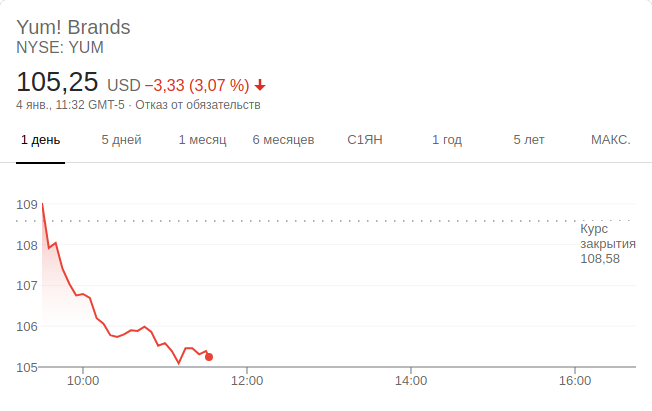 Yum! Brands
NYSE: YUM
105,25 USD −3,33 (3,07 %)
4 янв., 11:32 GMT-5 · Отказ от обязательств
1 день 5 дней 1 месяц 6 месяцев С1ЯН 1 год 5 лет МАКС.
109
Курс
закрытия
108,58
108
107
106
105
10:00 12:00 14:00 16:00